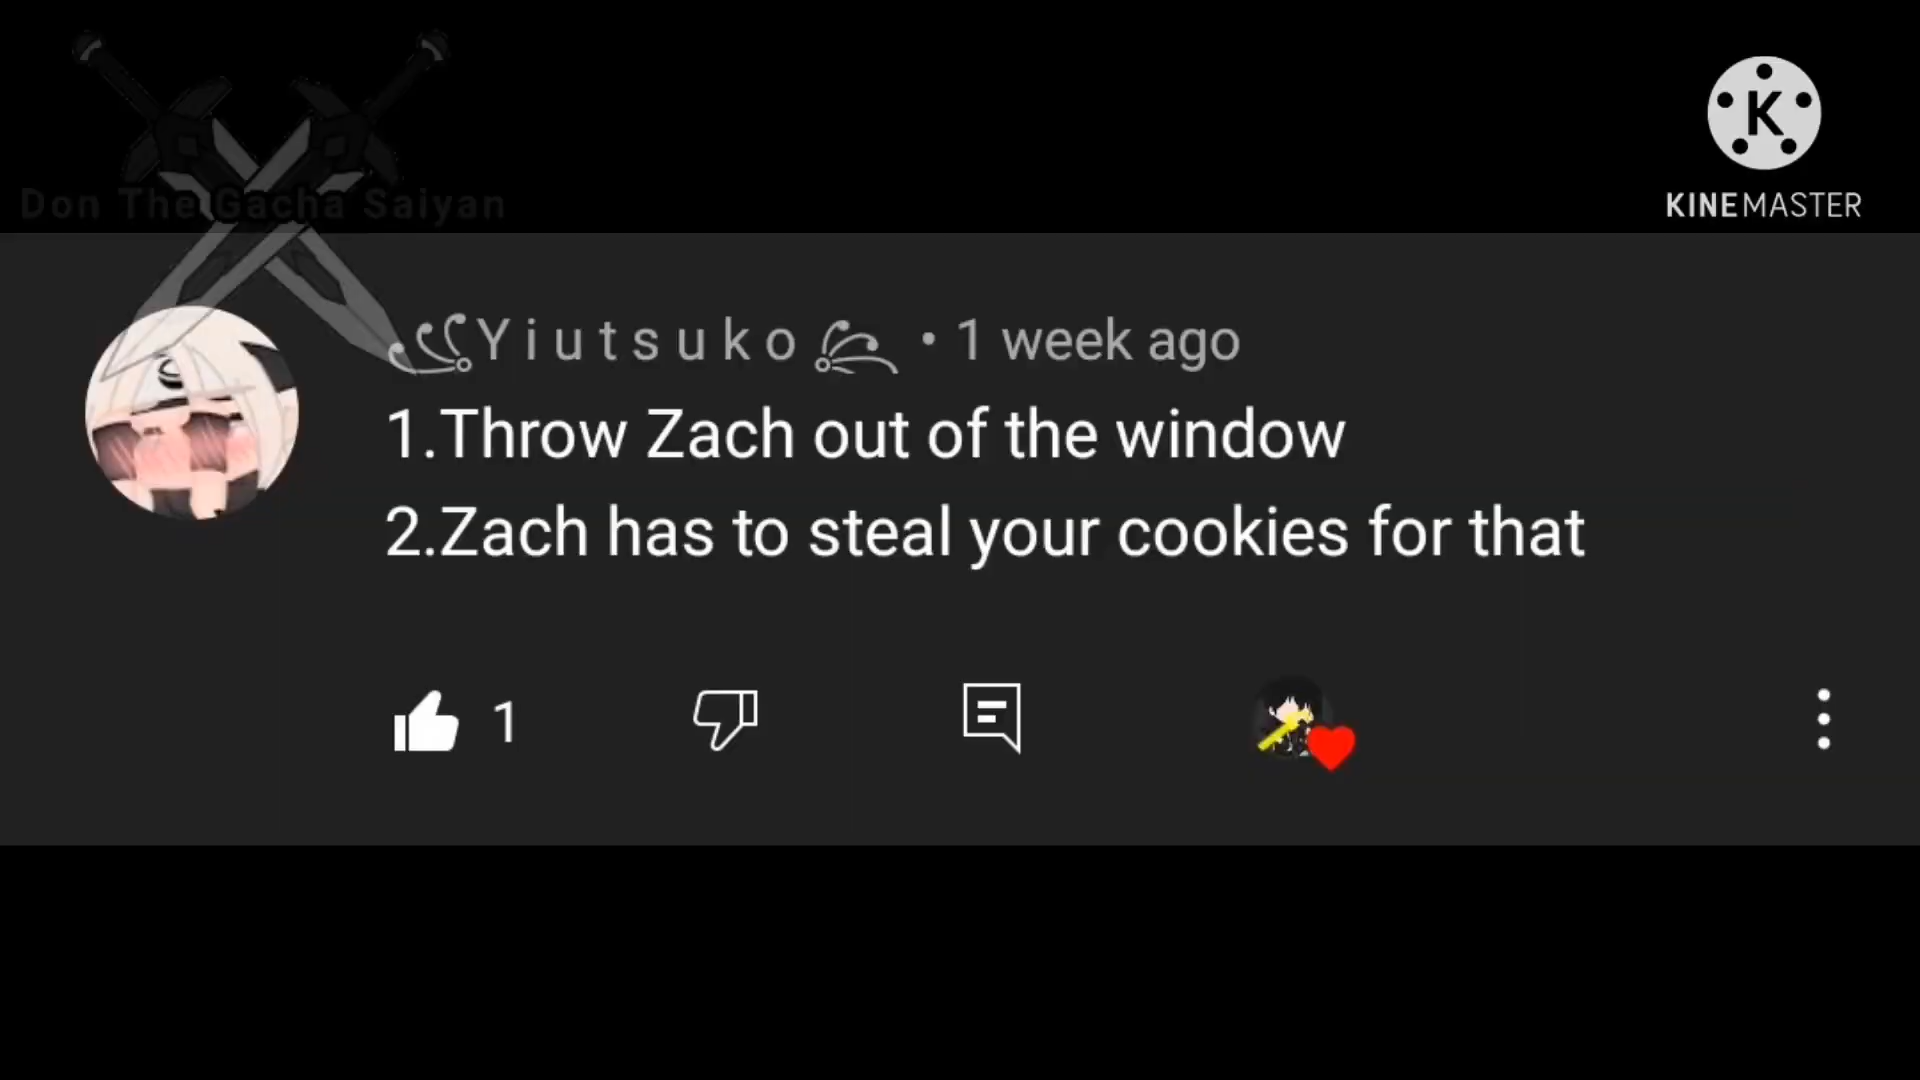 K
KINEMASTER
Don The Gacha Saiyan
Yiutsuko • 1 week ago
1.Throw Zach out of the window
2.Zach has to steal your cookies for that
1